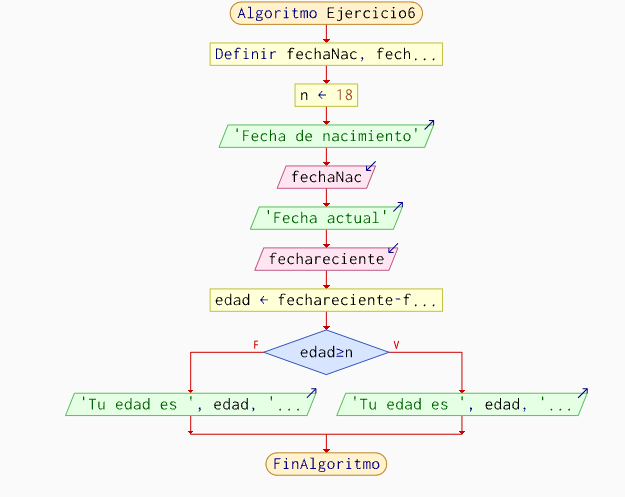 Algoritmo Ejercicio6
Definir fechaNac, fech...
n ← 18
'Fecha de nacimiento'
fechaNac
'Fecha actual'
fechareciente
edad ← fechareciente-f...
F
V
edad≥n
'Tu edad es ', edad, '...
'Tu edad es ', edad, '...
FinAlgoritmo